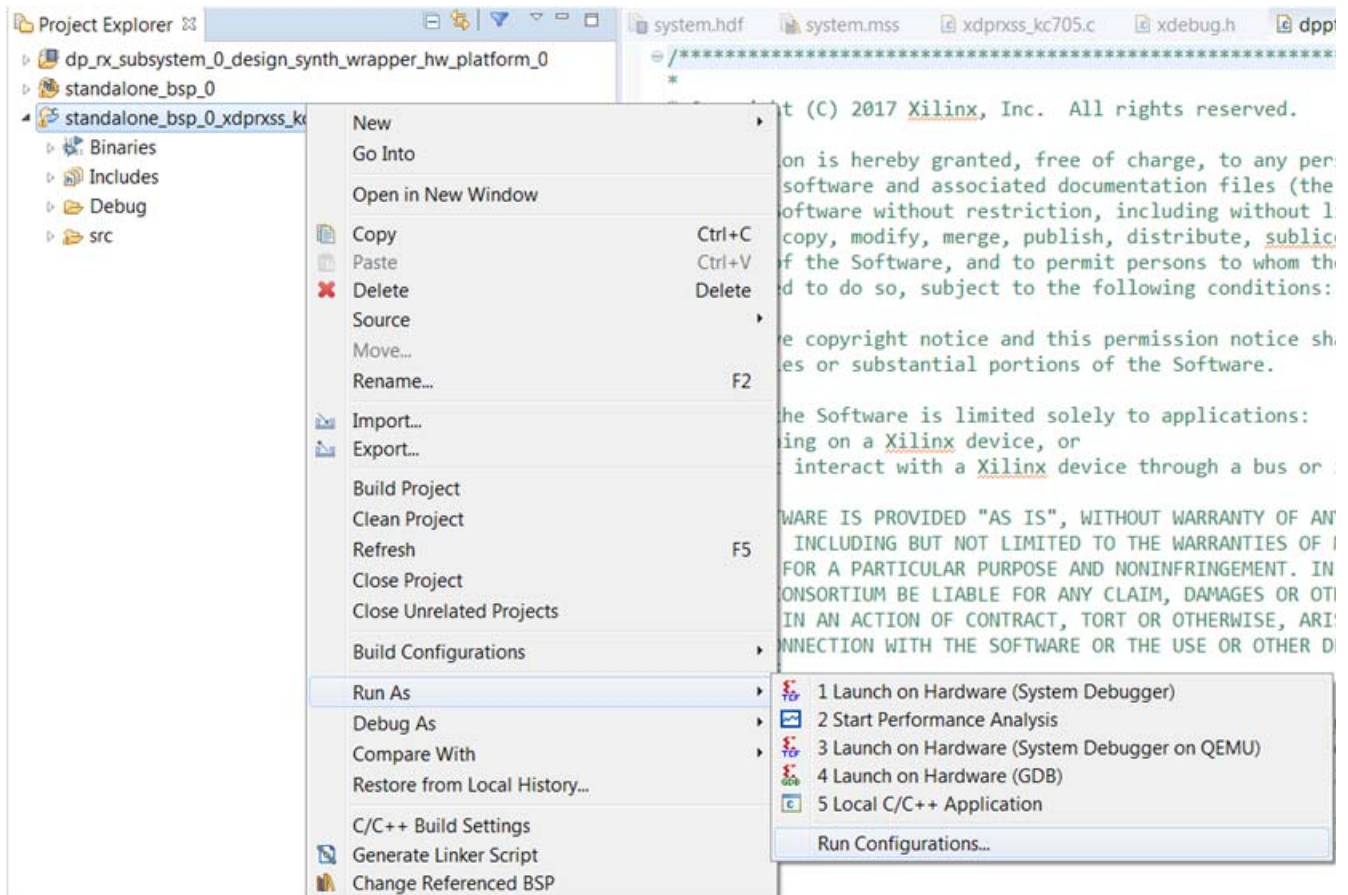 Project Explorer
system.hdf
system.mss
xdprxss_kc705.c
xdebug.h
dppt
dp_rx_subsystem_0_design_synth_wrapper_hw_platform_0
standalone_bsp_0
standalone_bsp_0_xdprxss_kc
Binaries
Includes
Debug
src
New
Go Into
Open in New Window
Copy Ctrl+C
Paste Ctrl+V
Delete Delete
Source
Move...
Rename... F2
Import...
Export...
Build Project
Clean Project
Refresh F5
Close Project
Close Unrelated Projects
Build Configurations
Run As
Debug As
Compare With
Restore from Local History...
C/C++ Build Settings
Generate Linker Script
Change Referenced BSP
1 Launch on Hardware (System Debugger)
2 Start Performance Analysis
3 Launch on Hardware (System Debugger on QEMU)
4 Launch on Hardware (GDB)
5 Local C/C++ Application
Run Configurations...
*
t (C) 2017 Xilinx, Inc. All rights reserved.
on is hereby granted, free of charge, to any per
software and associated documentation files (the
oftware without restriction, including without l
copy, modify, merge, publish, distribute, sublic
f the Software, and to permit persons to whom the
d to do so, subject to the following conditions:
e copyright notice and this permission notice sha
es or substantial portions of the Software.
he Software is limited solely to applications:
ing on a Xilinx device, or
interact with a Xilinx device through a bus or
WARE IS PROVIDED "AS IS", WITHOUT WARRANTY OF AN
INCLUDING BUT NOT LIMITED TO THE WARRANTIES OF
FOR A PARTICULAR PURPOSE AND NONINFRINGEMENT. IN
ONSORTIUM BE LIABLE FOR ANY CLAIM, DAMAGES OR OT
IN AN ACTION OF CONTRACT, TORT OR OTHERWISE, ARI
NNECTION WITH THE SOFTWARE OR THE USE OR OTHER D